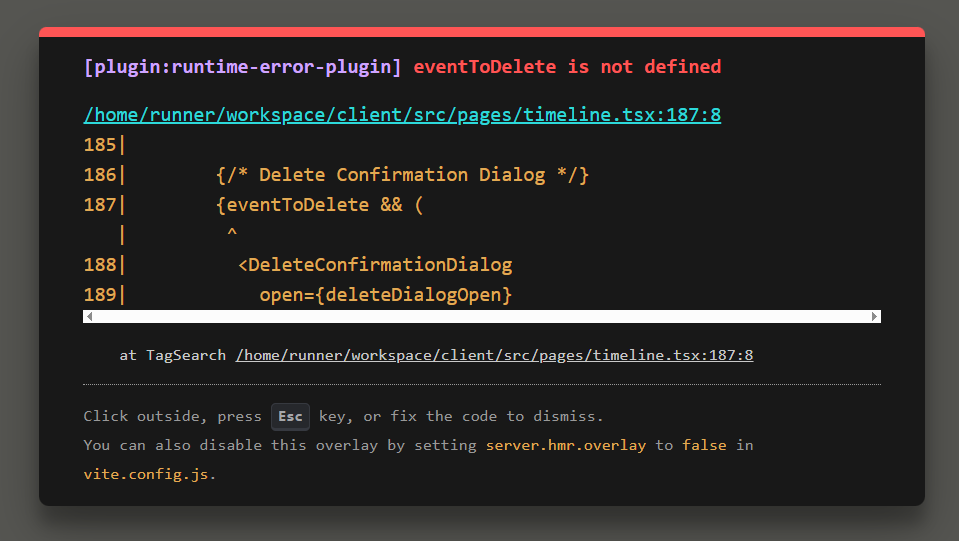 [plugin:runtime-error-plugin] eventToDelete is not defined
/home/runner/workspace/client/src/pages/timeline.tsx:187:8
185|
186|        {/* Delete Confirmation Dialog */}
187|        {eventToDelete && (
   |         ^
188|          <DeleteConfirmationDialog
189|            open={deleteDialogOpen}
at TagSearch /home/runner/workspace/client/src/pages/timeline.tsx:187:8
Click outside, press Esc key, or fix the code to dismiss.
You can also disable this overlay by setting server.hmr.overlay to false in
vite.config.js.